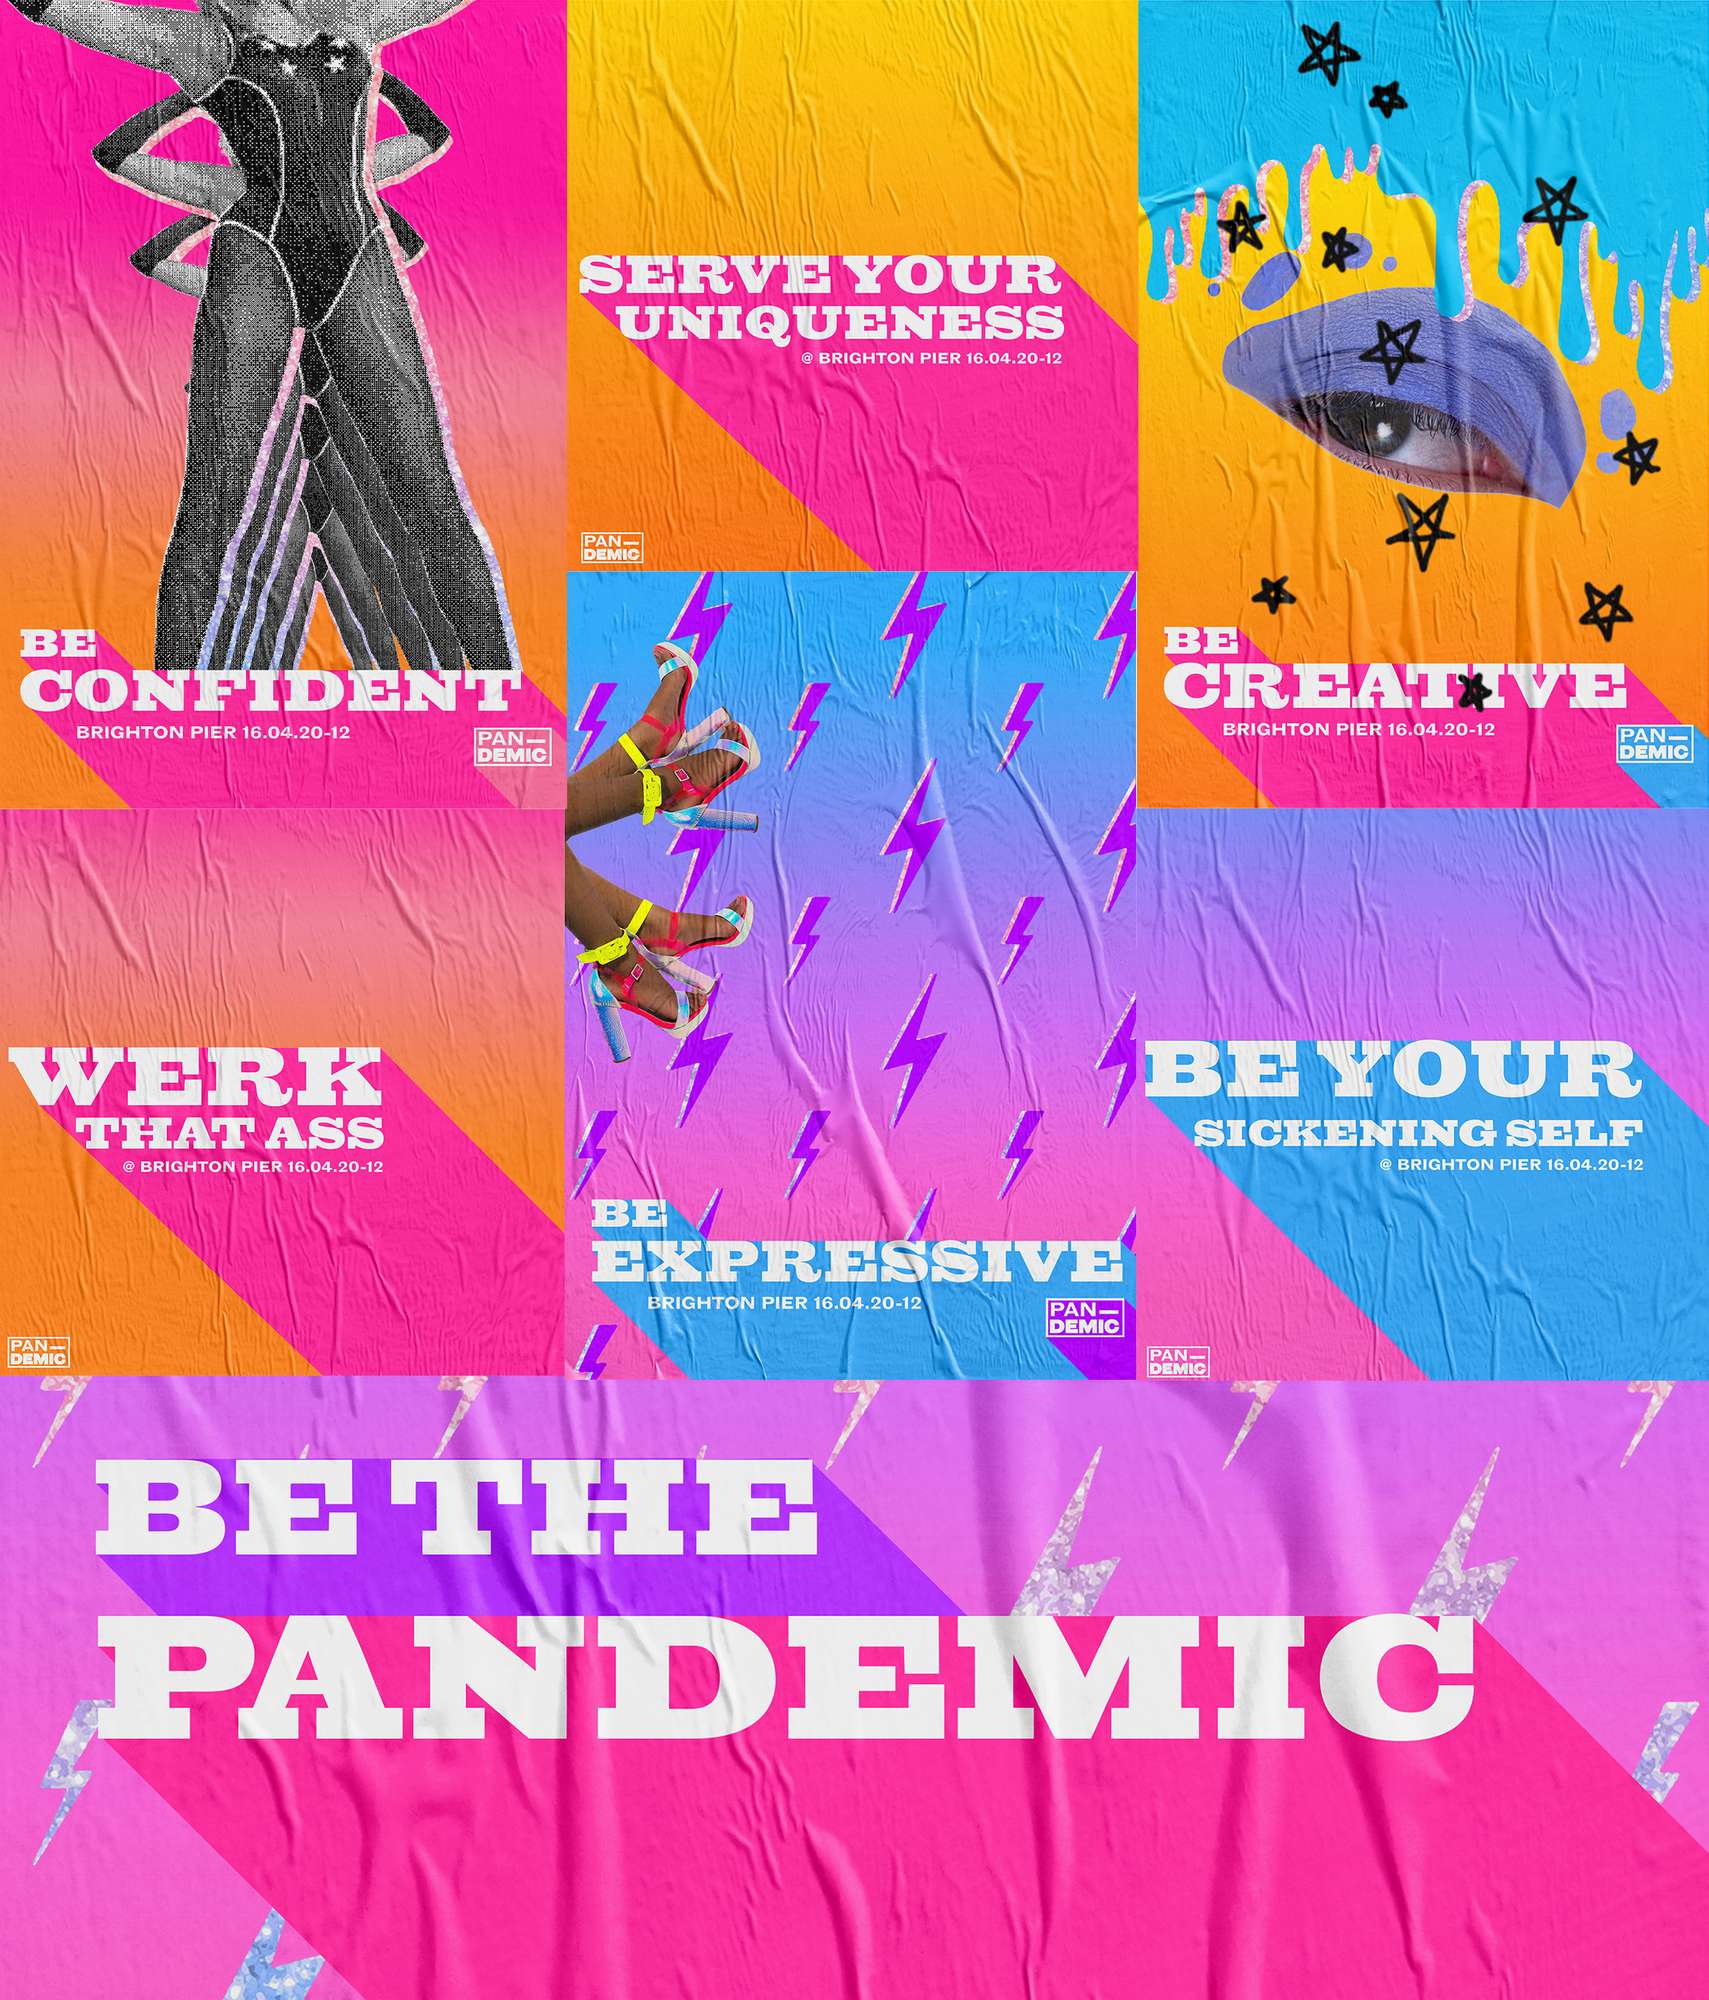 BE
CONFIDENT
BRIGHTON PIER 16.04.20-12
PAN—
DEMIC
SERVE YOUR
UNIQUENESS
@ BRIGHTON PIER 16.04.20-12
PAN—
DEMIC
BE
CREATIVE
BRIGHTON PIER 16.04.20-12
PAN—
DEMIC
WERK
THAT ASS
@ BRIGHTON PIER 16.04.20-12
PAN—
DEMIC
BE
EXPRESSIVE
BRIGHTON PIER 16.04.20-12
PAN—
DEMIC
BE YOUR
SICKENING SELF
@ BRIGHTON PIER 16.04.20-12
PAN—
DEMIC
BE THE
PANDEMIC